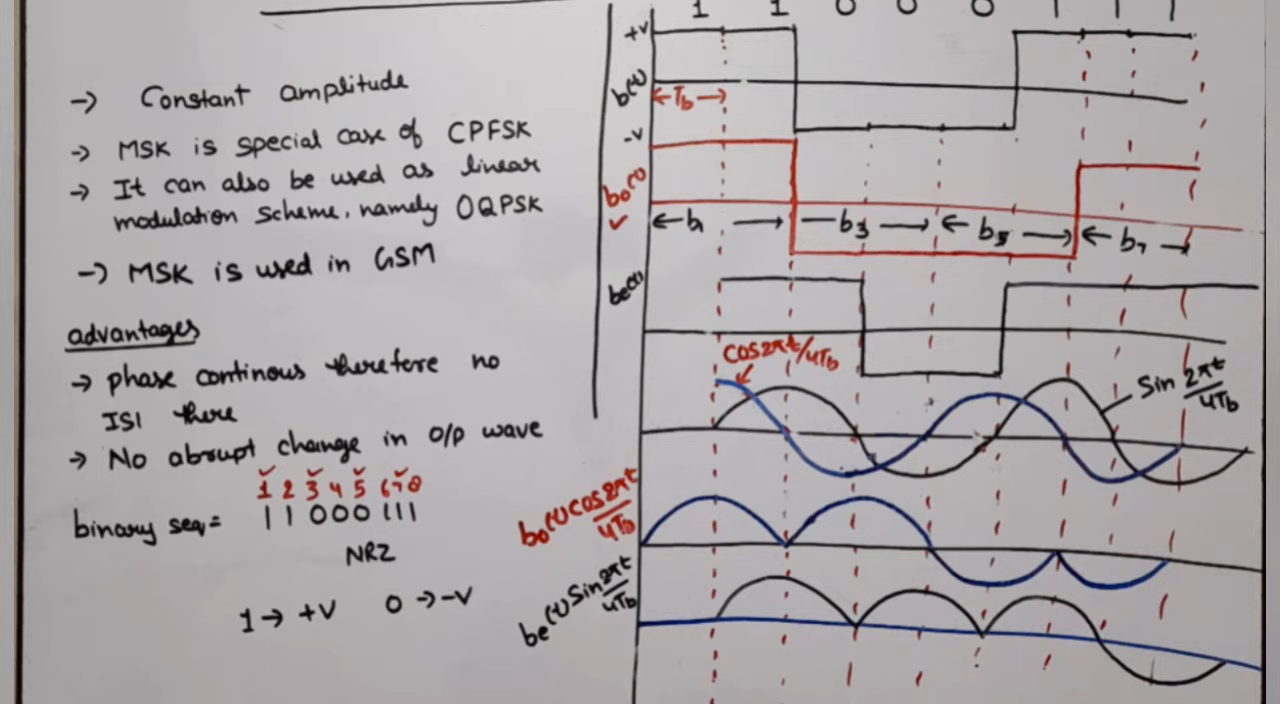 → Constant amplitude
→ MSK is special case of CPFSK
→ It can also be used as linear
modulation scheme, namely OQPSK
→ MSK is used in GSM
advantages
→ phase continous therefore no
ISI there
→ No abrupt change in o/p wave
1 2 3 4 5 6 7 8
binary seq = 1 1 0 0 0 1 1 1
NRZ
1 → +V 0 → -V
1 1 0 0 0 1 1 1
+V
b(t)
←Tb→
-V
bo(t)
← b1 → — b3 → ← b5 → ← b7 →
be(t)
cos2πt/4Tb
Sin 2πt/4Tb
bo(t)cos2πt/4Tb
be(t)Sin2πt/4Tb